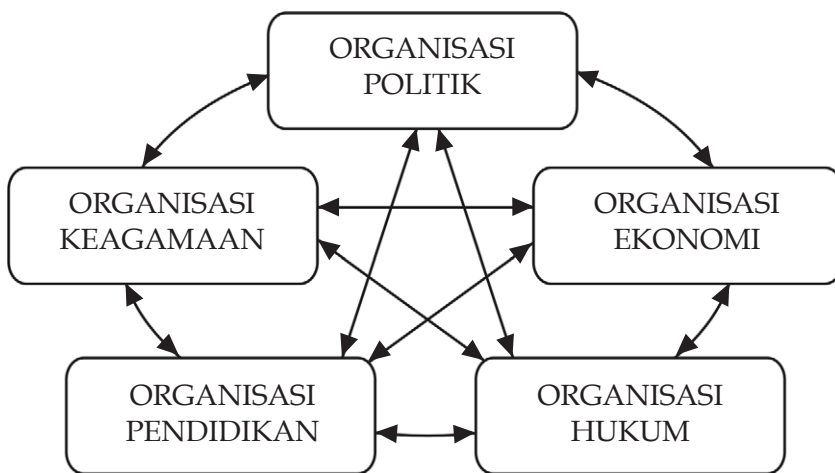 ORGANISASI
POLITIK
ORGANISASI
KEAGAMAAN
ORGANISASI
EKONOMI
ORGANISASI
PENDIDIKAN
ORGANISASI
HUKUM